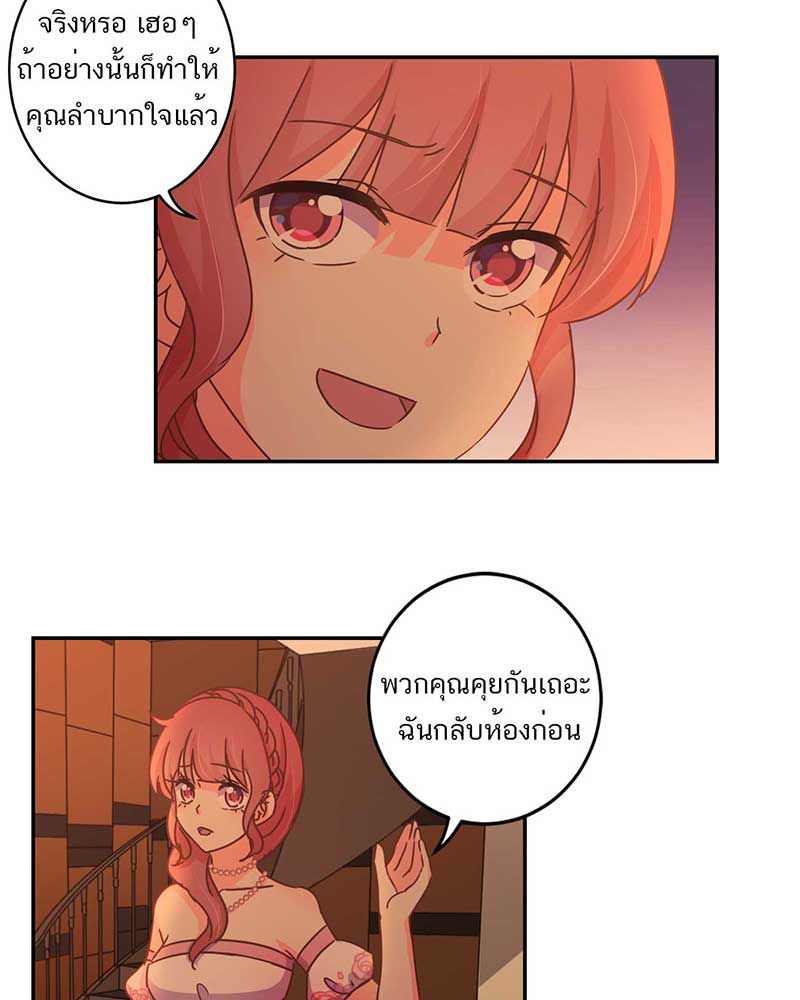 จริงหรอ เฮอๆ
ถ้าอย่างนั้นก็ทำให้
คุณลำบากใจแล้ว
พวกคุณคุยกันเถอะ
ฉันกลับห้องก่อน